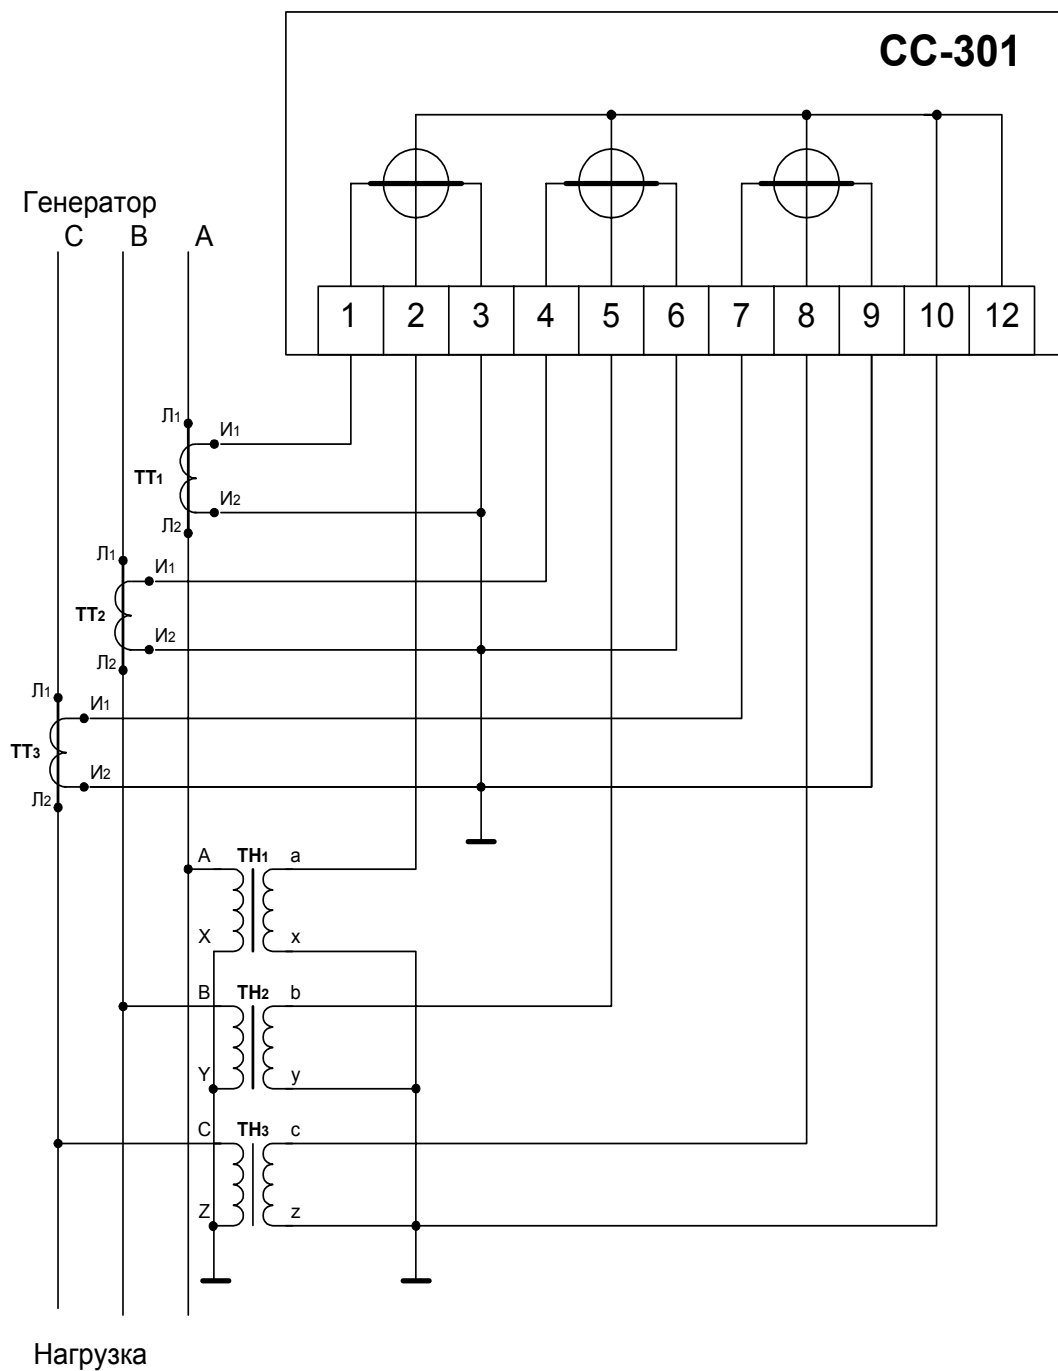 СС-301
Генератор
C B A
1 2 3 4 5 6 7 8 9 10 12
Л1
И1
ТТ1
И2
Л2
Л1
И1
ТТ2
И2
Л2
Л1
И1
ТТ3
И2
Л2
A ТН1 a
X x
B ТН2 b
Y y
C ТН3 c
Z z
Нагрузка